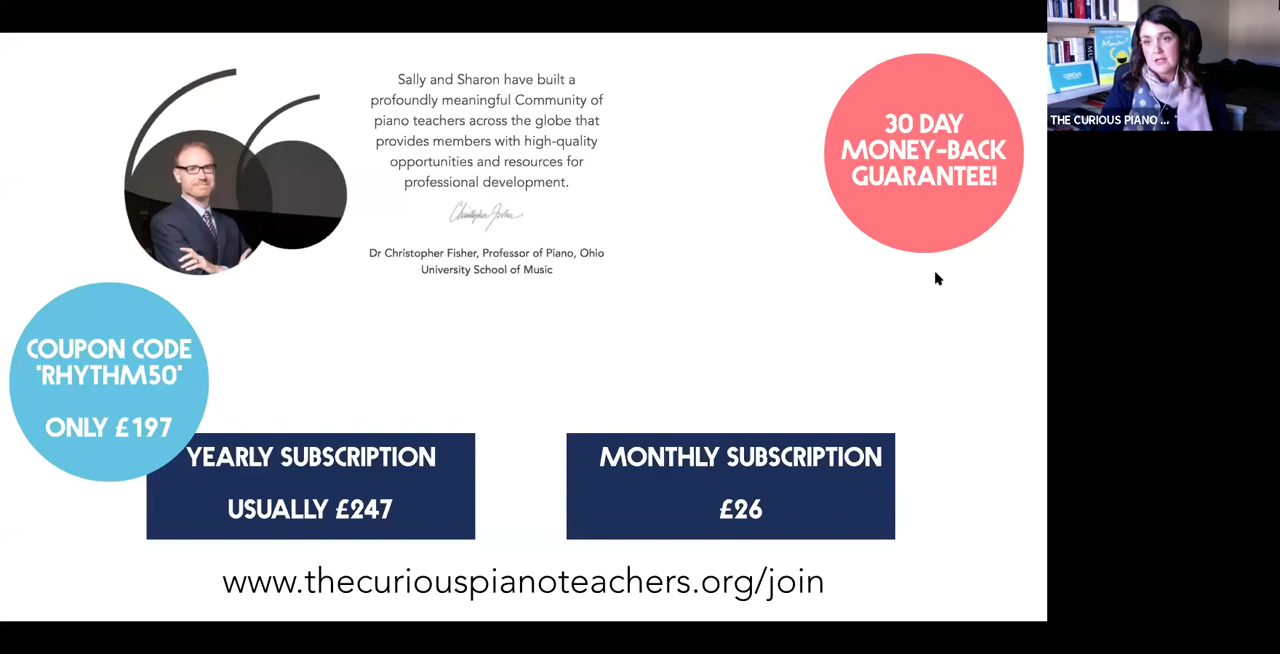 Sally and Sharon have built a
profoundly meaningful Community of
piano teachers across the globe that
provides members with high-quality
opportunities and resources for
professional development.
Christopher Fisher
Dr Christopher Fisher, Professor of Piano, Ohio
University School of Music
30 DAY
MONEY-BACK
GUARANTEE!
THE CURIOUS PIANO ...
COUPON CODE
'RHYTHM50'
ONLY £197
YEARLY SUBSCRIPTION
USUALLY £247
MONTHLY SUBSCRIPTION
£26
www.thecuriouspianoteachers.org/join